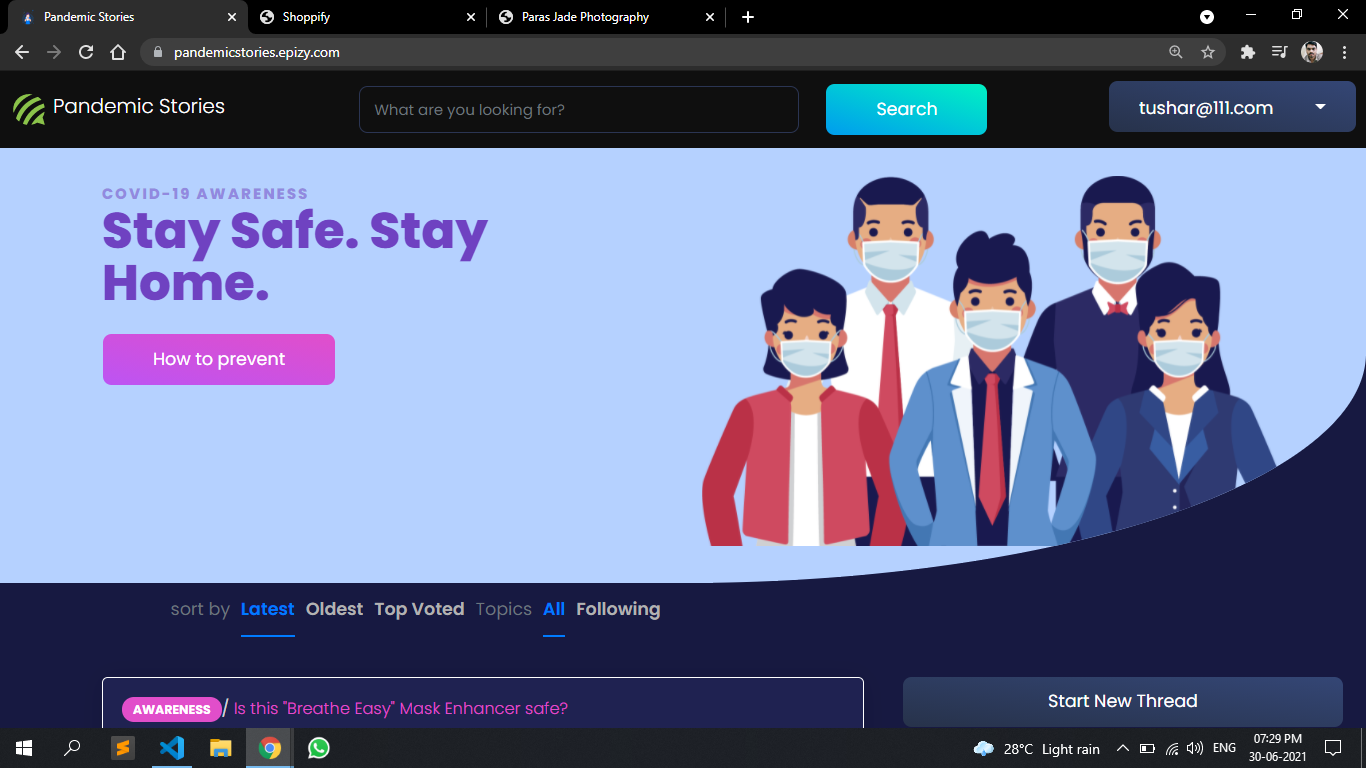 Pandemic Stories
Shoppify
Paras Jade Photography
pandemicstories.epizy.com
Pandemic Stories
What are you looking for?
Search
tushar@111.com
COVID-19 AWARENESS
Stay Safe. Stay
Home.
How to prevent
sort by Latest Oldest Top Voted Topics All Following
AWARENESS / Is this "Breathe Easy" Mask Enhancer safe?
Start New Thread
28°C Light rain
ENG
07:29 PM
30-06-2021